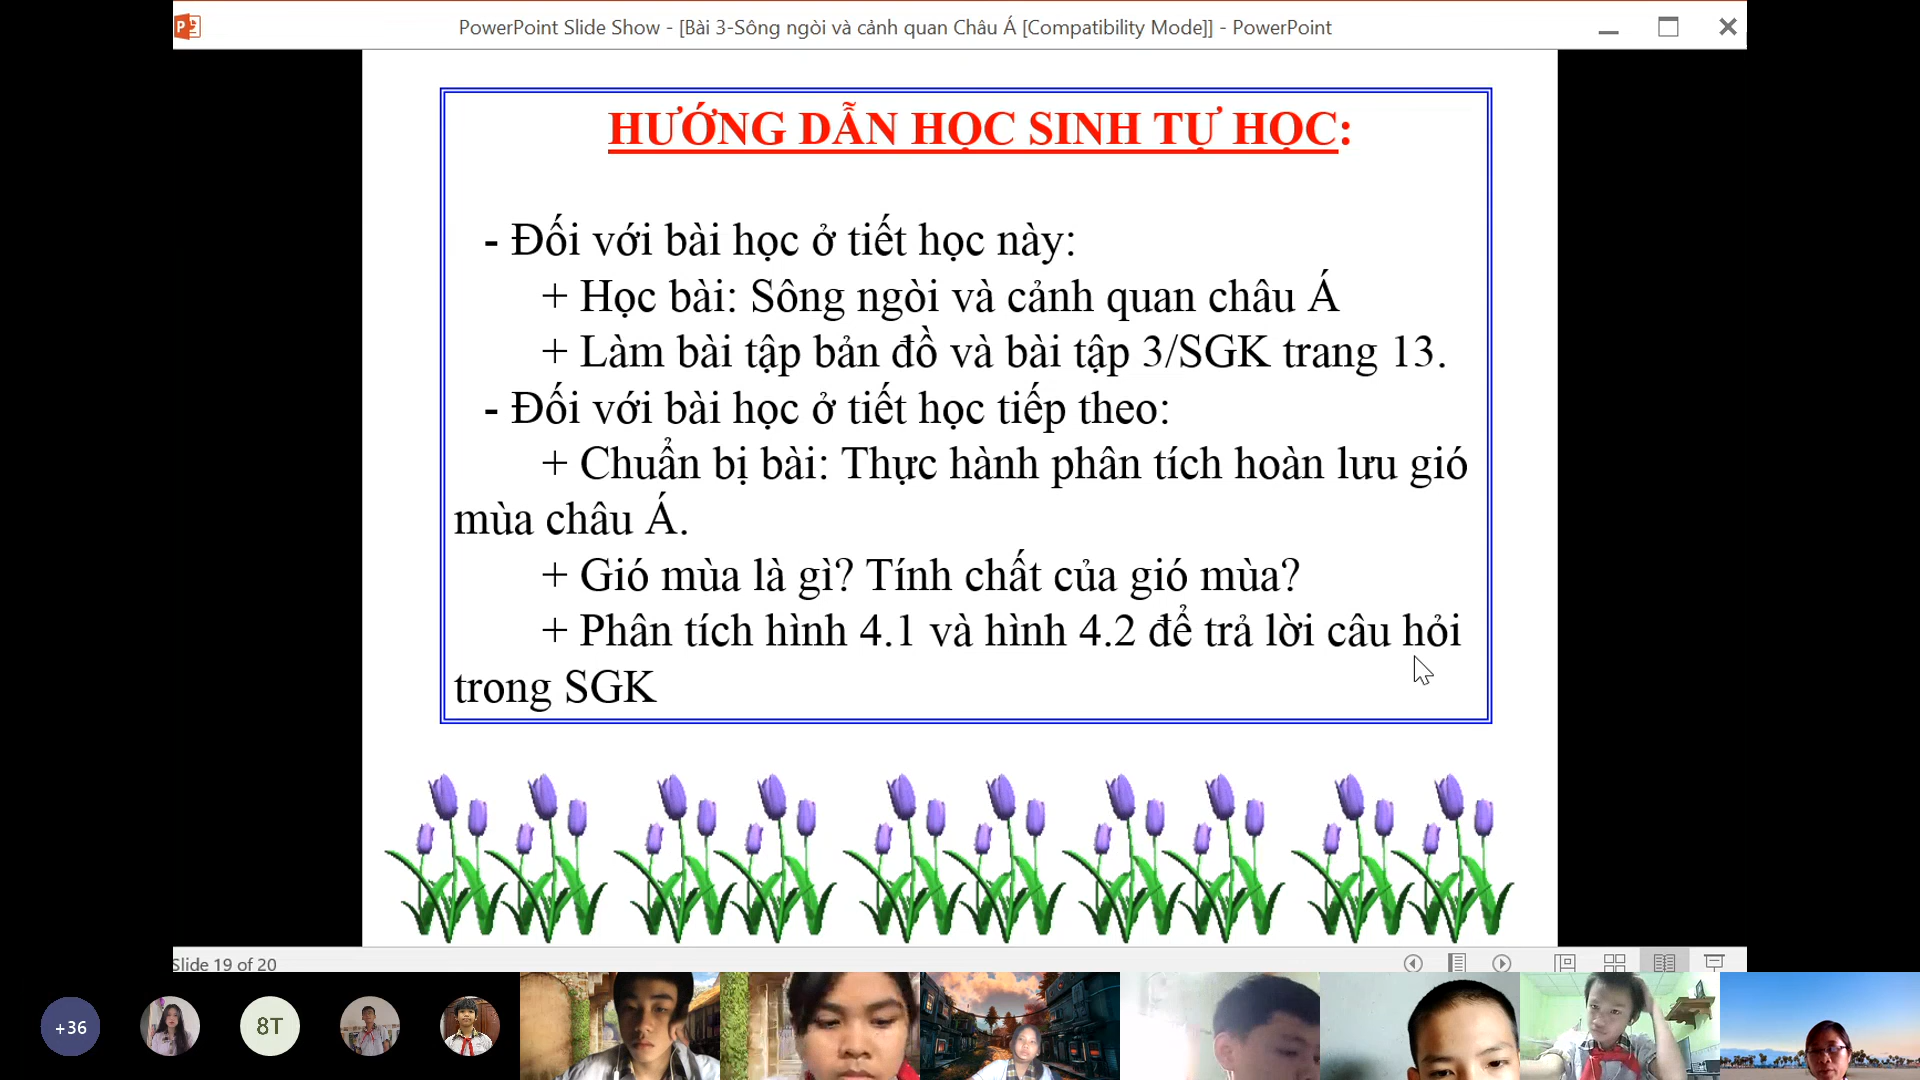 PowerPoint Slide Show - [Bài 3-Sông ngòi và cảnh quan Châu Á [Compatibility Mode]] - PowerPoint
HƯỚNG DẪN HỌC SINH TỰ HỌC:
- Đối với bài học ở tiết học này:
+ Học bài: Sông ngòi và cảnh quan châu Á
+ Làm bài tập bản đồ và bài tập 3/SGK trang 13.
- Đối với bài học ở tiết học tiếp theo:
+ Chuẩn bị bài: Thực hành phân tích hoàn lưu gió
mùa châu Á.
+ Gió mùa là gì? Tính chất của gió mùa?
+ Phân tích hình 4.1 và hình 4.2 để trả lời câu hỏi
trong SGK
Slide 19 of 20
+36
8T